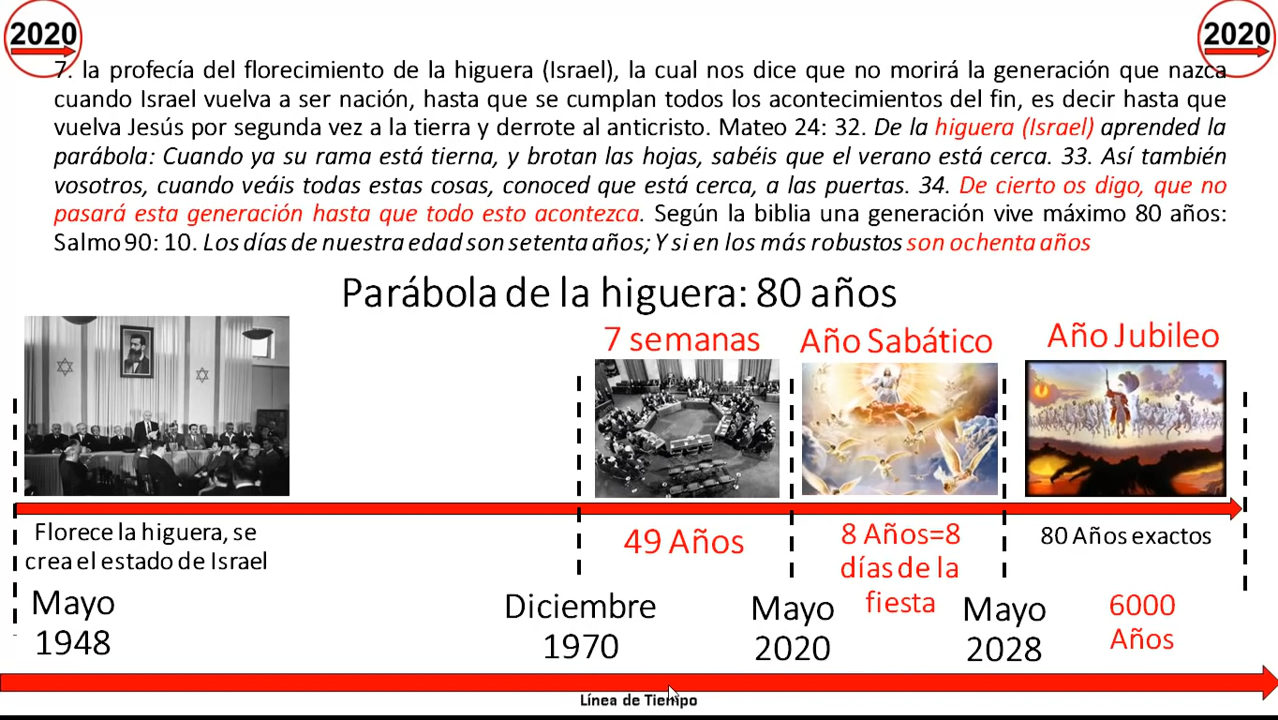 2020
2020
7. la profecía del florecimiento de la higuera (Israel), la cual nos dice que no morirá la generación que nazca
cuando Israel vuelva a ser nación, hasta que se cumplan todos los acontecimientos del fin, es decir hasta que
vuelva Jesús por segunda vez a la tierra y derrote al anticristo. Mateo 24: 32. De la higuera (Israel) aprended la
parábola: Cuando ya su rama está tierna, y brotan las hojas, sabéis que el verano está cerca. 33. Así también
vosotros, cuando veáis todas estas cosas, conoced que está cerca, a las puertas. 34. De cierto os digo, que no
pasará esta generación hasta que todo esto acontezca. Según la biblia una generación vive máximo 80 años:
Salmo 90: 10. Los días de nuestra edad son setenta años; Y si en los más robustos son ochenta años
Parábola de la higuera: 80 años
7 semanas
Año Sabático
Año Jubileo
Florece la higuera, se
crea el estado de Israel
49 Años
8 Años=8
días de la
fiesta
80 Años exactos
Mayo
1948
Diciembre
1970
Mayo
2020
Mayo
2028
6000
Años
Línea de Tiempo